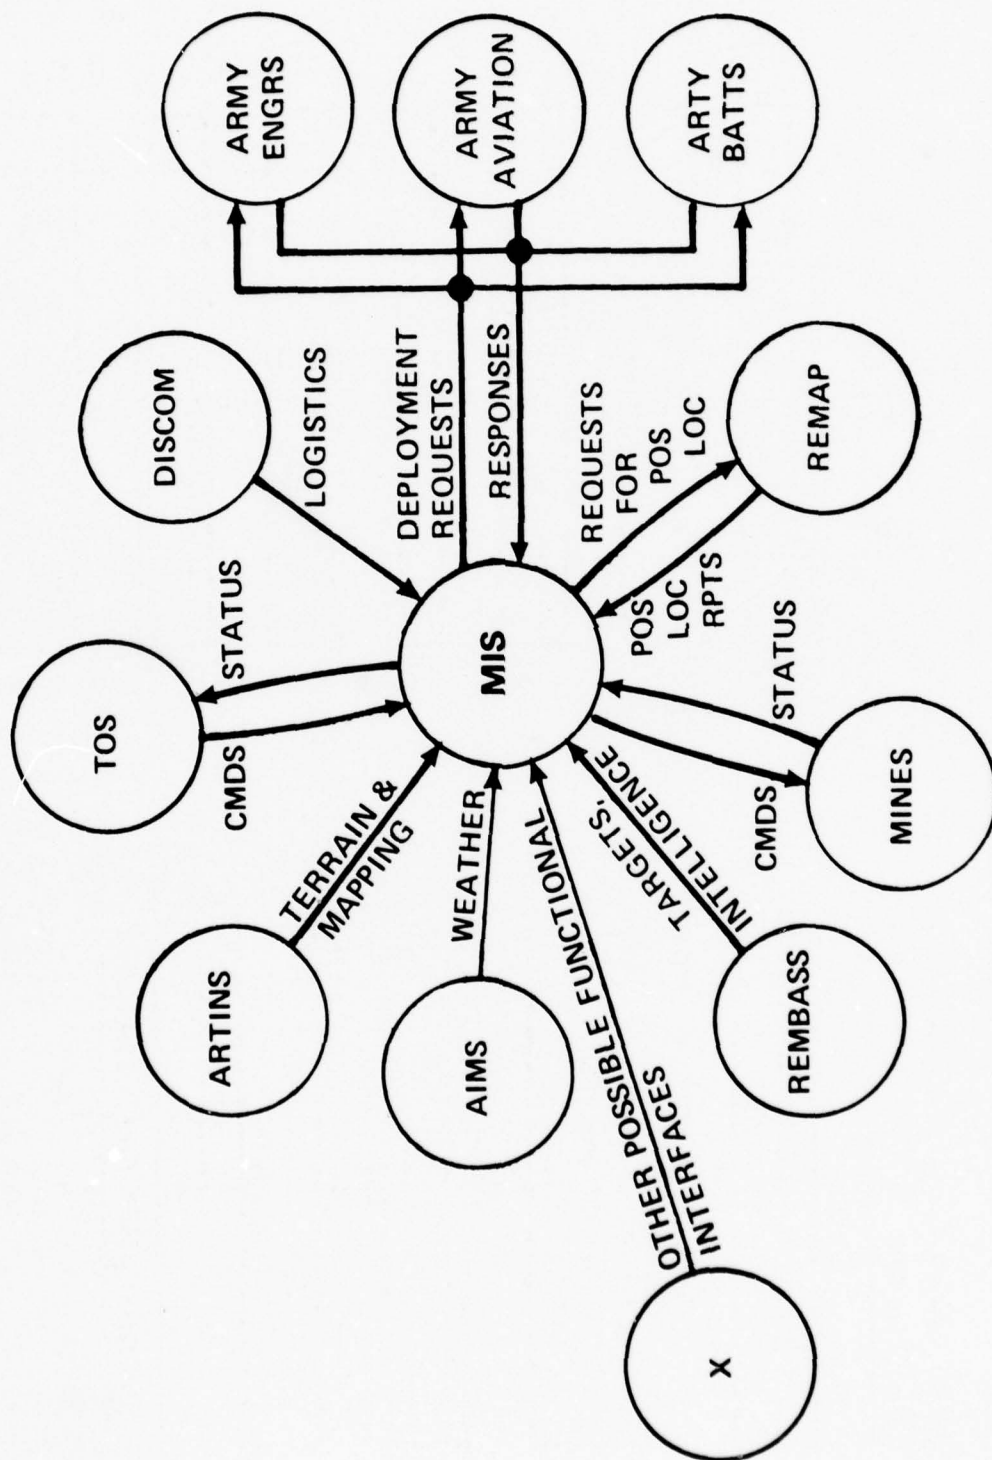 ARMY
ENGRS
ARMY
AVIATION
ARTY
BATTS
DISCOM
LOGISTICS
DEPLOYMENT
REQUESTS
RESPONSES
REQUESTS
FOR
POS
LOC
REMAP
TOS
STATUS
CMDS
MIS
POS
LOC
RPTS
STATUS
CMDS
MINES
ARTINS
TERRAIN &
MAPPING
AIMS
WEATHER
OTHER POSSIBLE FUNCTIONAL
INTERFACES
TARGETS,
INTELLIGENCE
REMBASS
X